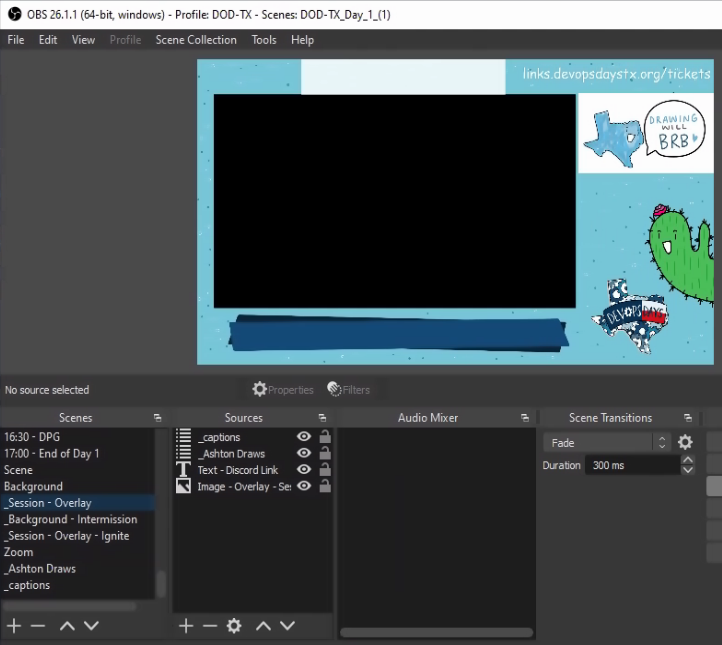 OBS 26.1.1 (64-bit, windows) - Profile: DOD-TX - Scenes: DOD-TX_Day_1_(1)
File Edit View Profile Scene Collection Tools Help
links.devopsdaystx.org/tickets
DRAWING
WILL
BRB
DEVOPS DAYS
No source selected
Properties Filters
Scenes Sources Audio Mixer Scene Transitions
16:30 - DPG
17:00 - End of Day 1
Scene
Background
_Session - Overlay
_Background - Intermission
_Session - Overlay - Ignite
Zoom
_Ashton Draws
_captions
_captions
_Ashton Draws
Text - Discord Link
Image - Overlay - Se
Fade
Duration 300 ms